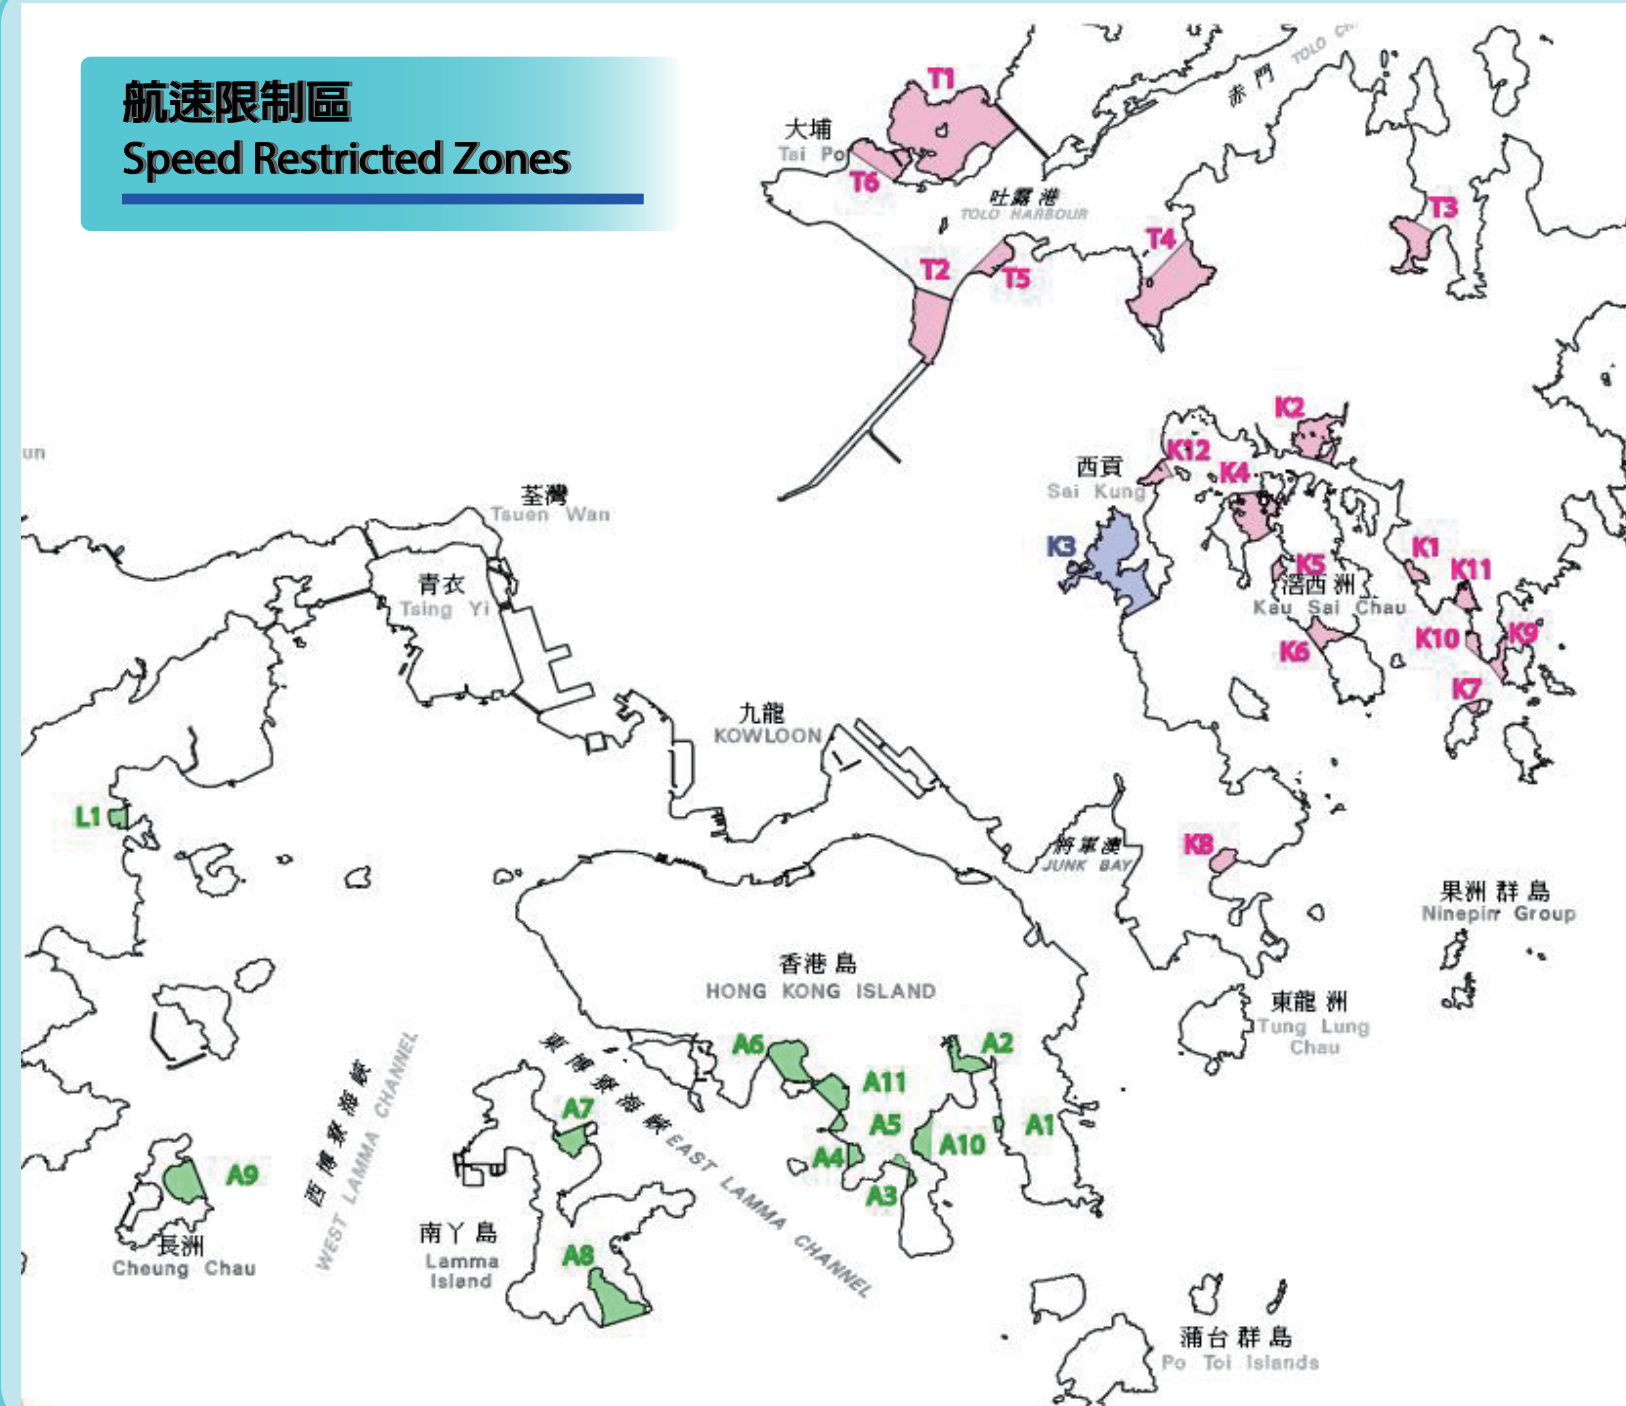 航速限制區
Speed Restricted Zones
赤門
TOLO
T1
大埔
Tai Po
T6
吐露港
TOLO HARBOUR
T3
T4
T2
T5
K2
un
K12
西貢
Sai Kung
K4
荃灣
Tsuen Wan
K3
K1
K5
K11
青衣
Tsing Yi
滘西洲
Kau Sai Chau
K10
K9
K6
K7
九龍
KOWLOON
L1
將軍澳
JUNK BAY
K8
果洲群島
Ninepin Group
香港島
HONG KONG ISLAND
東龍洲
Tung Lung
Chau
A6
A2
東博寮海峽
EAST LAMMA CHANNEL
西博寮海峽
WEST LAMMA CHANNEL
A11
A7
A5
A1
A10
A4
A9
A3
南丫島
Lamma
Island
長洲
Cheung Chau
A8
蒲台群島
Po Toi Islands